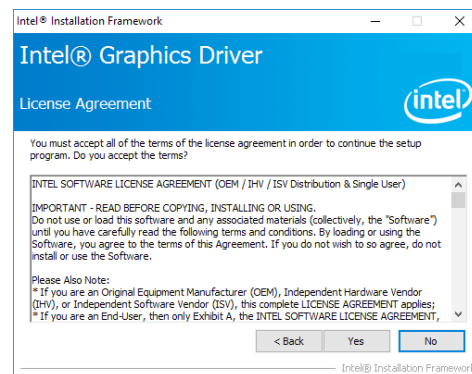 Intel® Installation Framework
Intel® Graphics Driver
License Agreement
intel
You must accept all of the terms of the license agreement in order to continue the setup
program. Do you accept the terms?
INTEL SOFTWARE LICENSE AGREEMENT (OEM / IHV / ISV Distribution & Single User)
IMPORTANT - READ BEFORE COPYING, INSTALLING OR USING.
Do not use or load this software and any associated materials (collectively, the "Software")
until you have carefully read the following terms and conditions. By loading or using the
Software, you agree to the terms of this Agreement. If you do not wish to so agree, do not
install or use the Software.
Please Also Note:
* If you are an Original Equipment Manufacturer (OEM), Independent Hardware Vendor
(IHV), or Independent Software Vendor (ISV), this complete LICENSE AGREEMENT applies;
* If you are an End-User, then only Exhibit A, the INTEL SOFTWARE LICENSE AGREEMENT,
< Back Yes No
Intel® Installation Framework